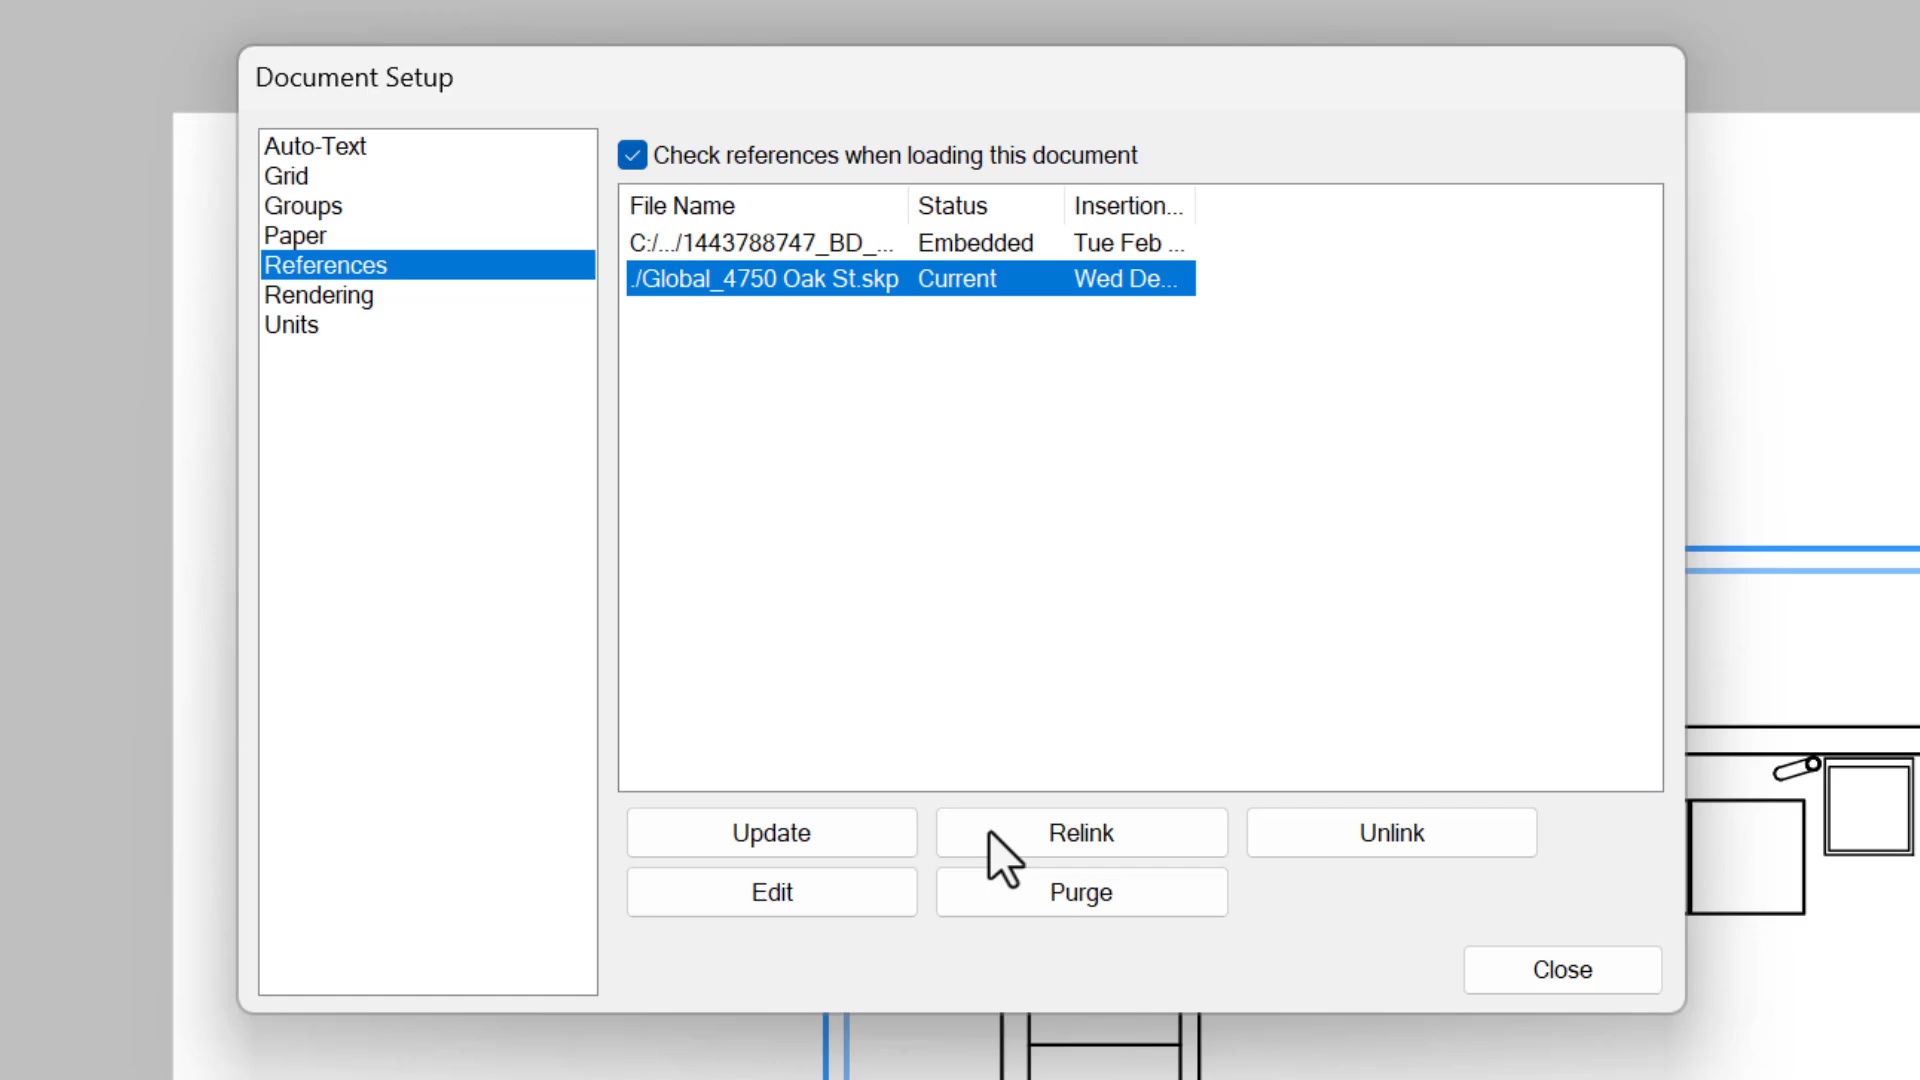 Document Setup
Auto-Text
Grid
Groups
Paper
References
Rendering
Units
Check references when loading this document
File Name Status Insertion...
C:/.../1443788747_BD_... Embedded Tue Feb ...
./Global_4750 Oak St.skp Current Wed De...
Update Relink Unlink
Edit Purge
Close